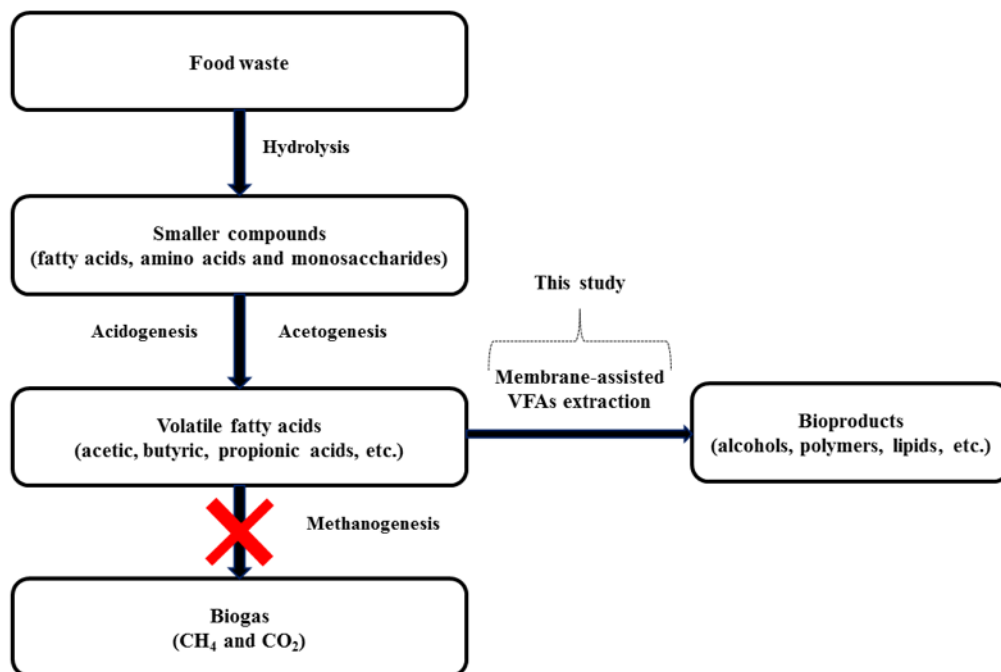 Food waste
Hydrolysis
Smaller compounds
(fatty acids, amino acids and monosaccharides)
Acidogenesis
Acetogenesis
This study
Membrane-assisted
VFAs extraction
Volatile fatty acids
(acetic, butyric, propionic acids, etc.)
Bioproducts
(alcohols, polymers, lipids, etc.)
Methanogenesis
Biogas
(CH₄ and CO₂)